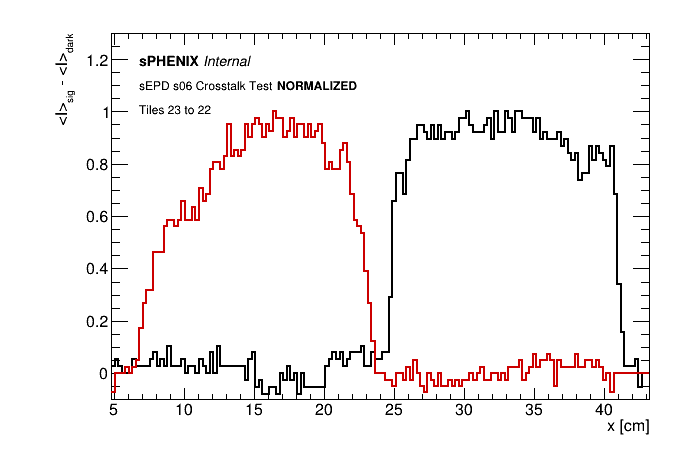 <I>sig - <I>dark
1.2
sPHENIX Internal
sEPD s06 Crosstalk Test NORMALIZED
Tiles 23 to 22
1
0.8
0.6
0.4
0.2
0
5 10 15 20 25 30 35 40
x [cm]